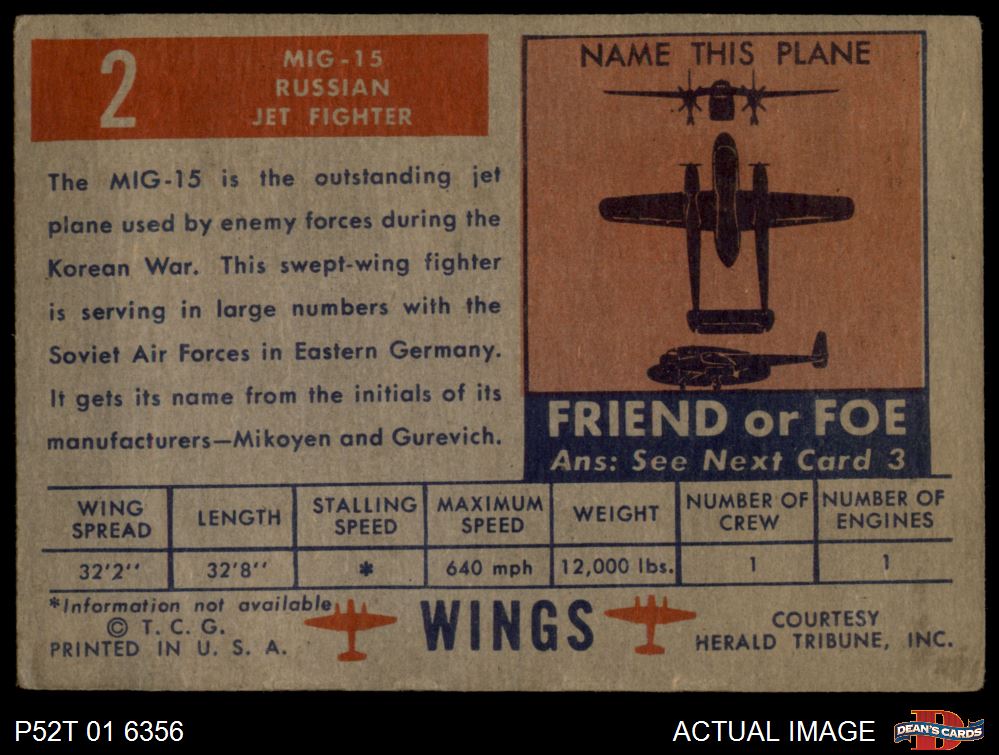 2
MIG-15
RUSSIAN
JET FIGHTER
The MIG-15 is the outstanding jet
plane used by enemy forces during the
Korean War. This swept-wing fighter
is serving in large numbers with the
Soviet Air Forces in Eastern Germany.
It gets its name from the initials of its
manufacturers—Mikoyen and Gurevich.
NAME THIS PLANE
FRIEND or FOE
Ans: See Next Card 3
WING SPREAD
LENGTH
STALLING SPEED
MAXIMUM SPEED
WEIGHT
NUMBER OF CREW
NUMBER OF ENGINES
32'2'' 32'8'' * 640 mph 12,000 lbs. 1 1
*Information not available
© T. C. G.
PRINTED IN U. S. A.
WINGS
COURTESY
HERALD TRIBUNE, INC.
P52T 01 6356
ACTUAL IMAGE
D
DEAN'S CARDS